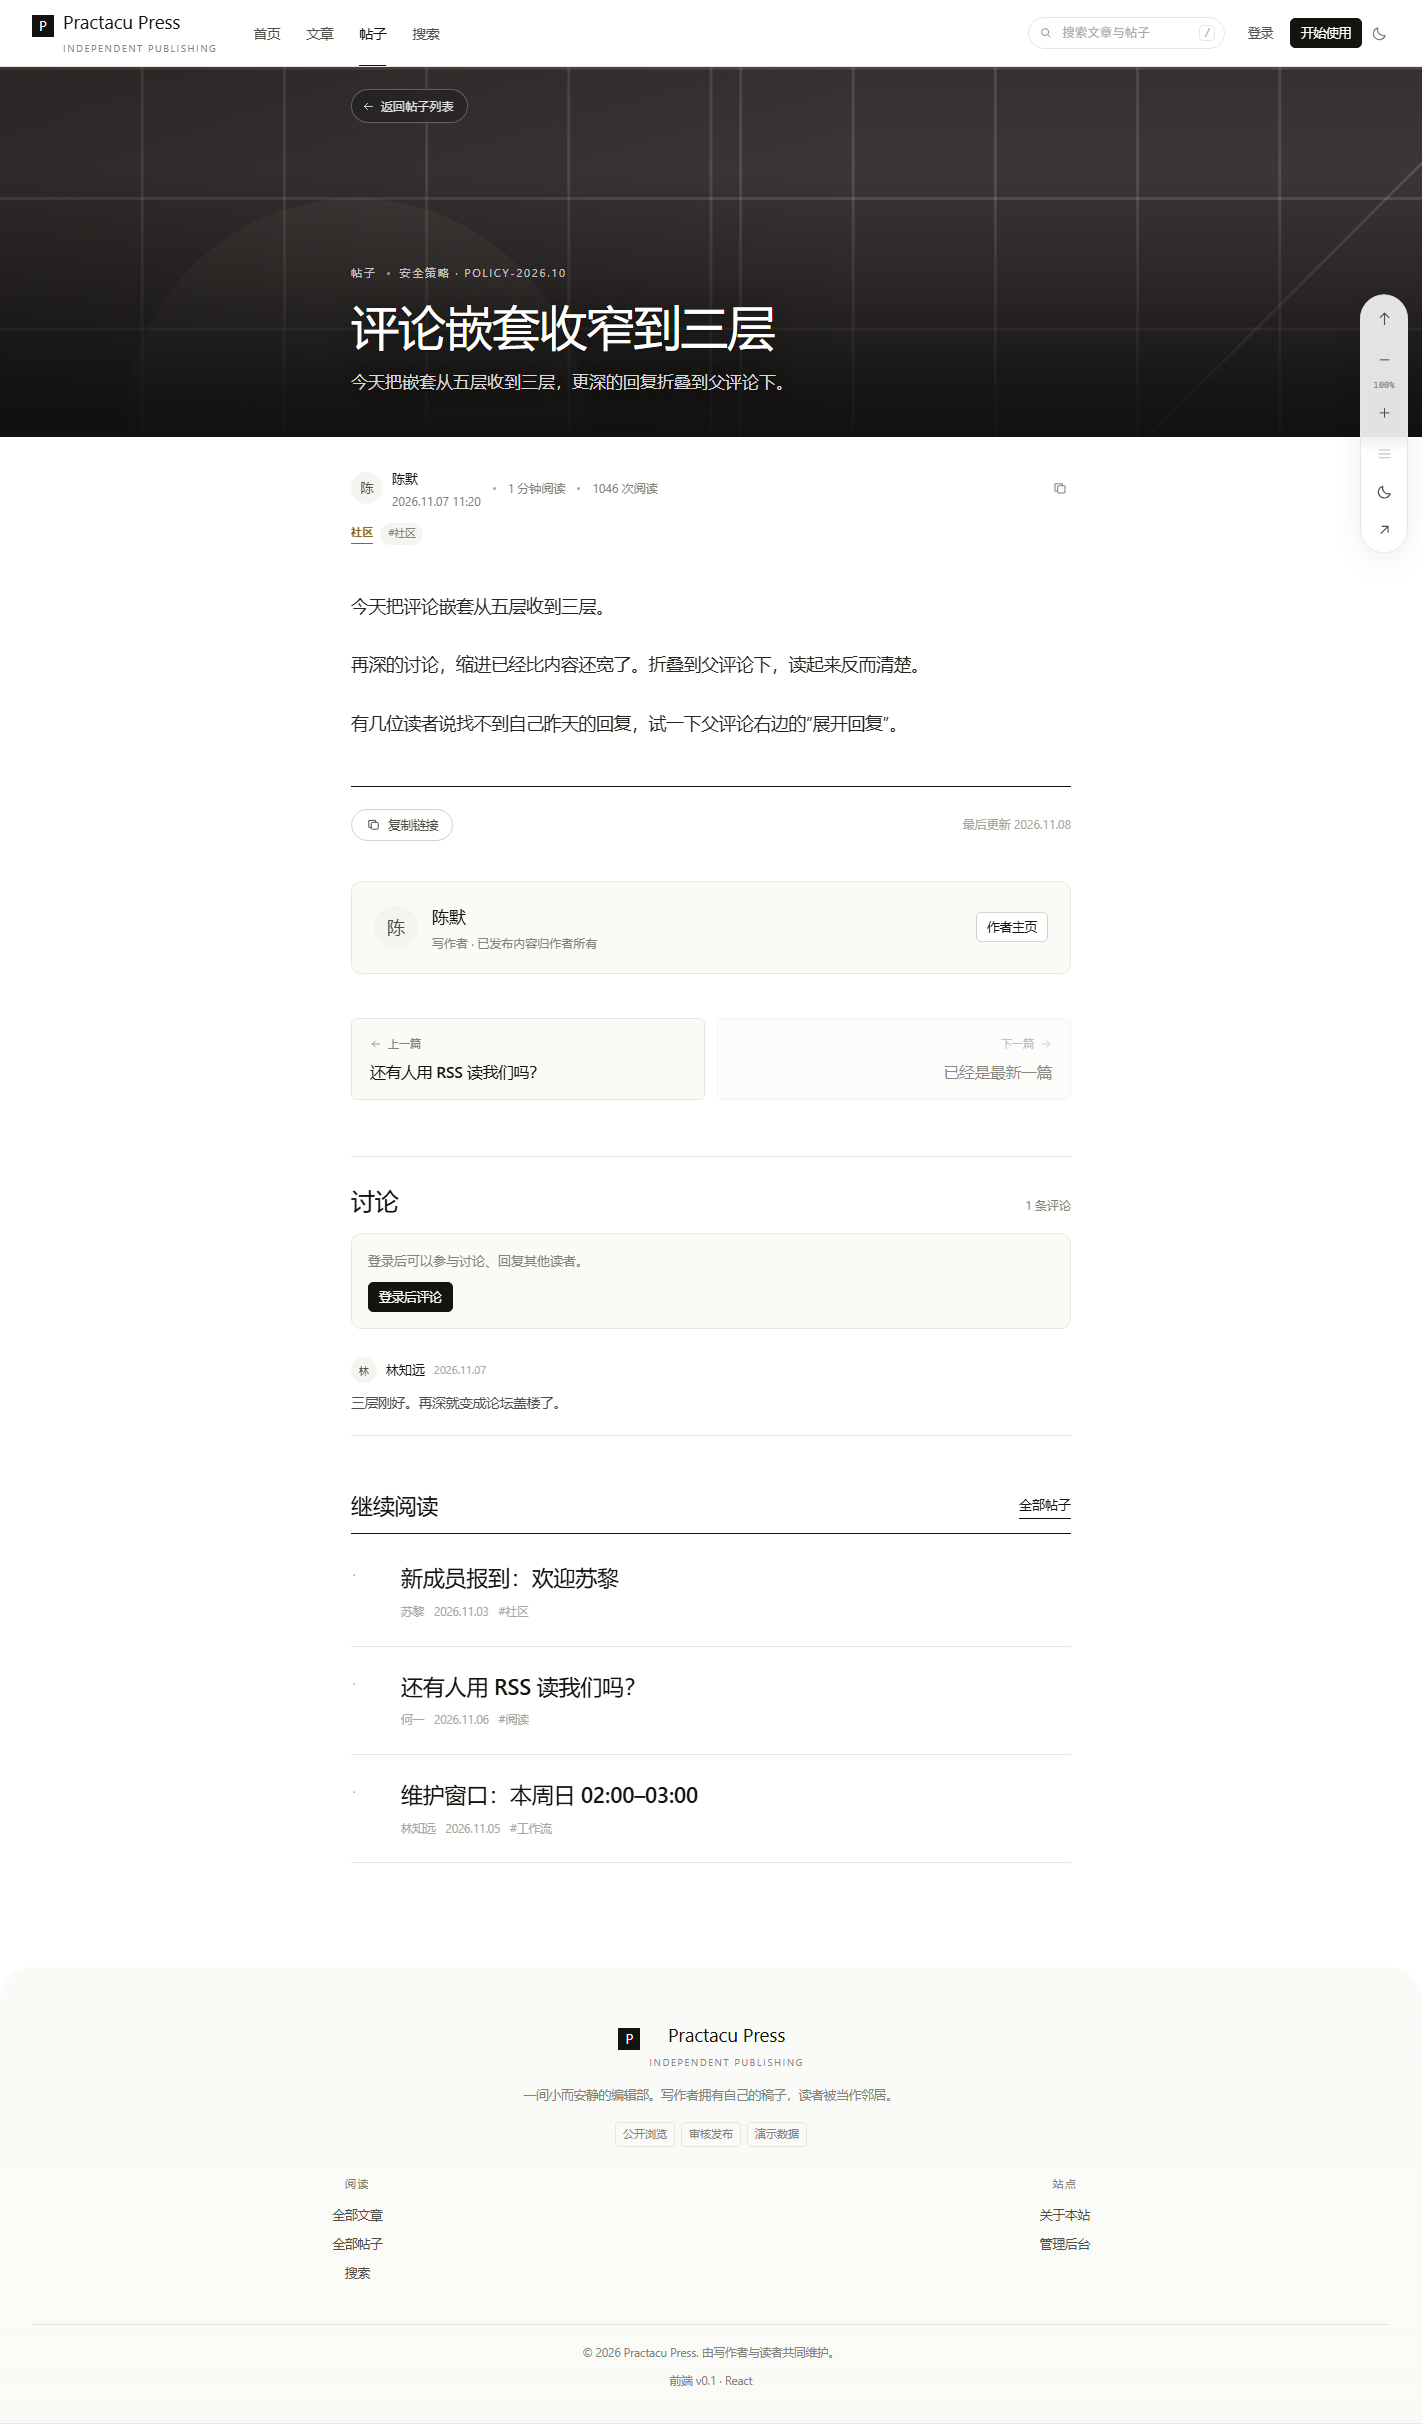 P Practacu Press
INDEPENDENT PUBLISHING
首页 文章 帖子 搜索
搜索文章与帖子 /
登录
开始使用
← 返回帖子列表
帖子 • 安全策略 · POLICY-2026.10
评论嵌套收窄到三层
今天把嵌套从五层收到三层，更深的回复折叠到父评论下。
100%
陈 陈默
2026.11.07 11:20 • 1 分钟阅读 • 1046 次阅读
社区 #社区
今天把评论嵌套从五层收到三层。
再深的讨论，缩进已经比内容还宽了。折叠到父评论下，读起来反而清楚。
有几位读者说找不到自己昨天的回复，试一下父评论右边的“展开回复”。
复制链接
最后更新 2026.11.08
陈 陈默
写作者 · 已发布内容归作者所有
作者主页
← 上一篇
还有人用 RSS 读我们吗？
下一篇 →
已经是最新一篇
讨论
1 条评论
登录后可以参与讨论、回复其他读者。
登录后评论
林 林知远 2026.11.07
三层刚好。再深就变成论坛盖楼了。
继续阅读
全部帖子
· 新成员报到：欢迎苏黎
苏黎 2026.11.03 #社区
· 还有人用 RSS 读我们吗？
何一 2026.11.06 #阅读
· 维护窗口：本周日 02:00–03:00
林知远 2026.11.05 #工作流
P Practacu Press
INDEPENDENT PUBLISHING
一间小而安静的编辑部。写作者拥有自己的稿子，读者被当作邻居。
公开浏览 审核发布 演示数据
阅读
全部文章
全部帖子
搜索
站点
关于本站
管理后台
© 2026 Practacu Press. 由写作者与读者共同维护。
前端 v0.1 · React